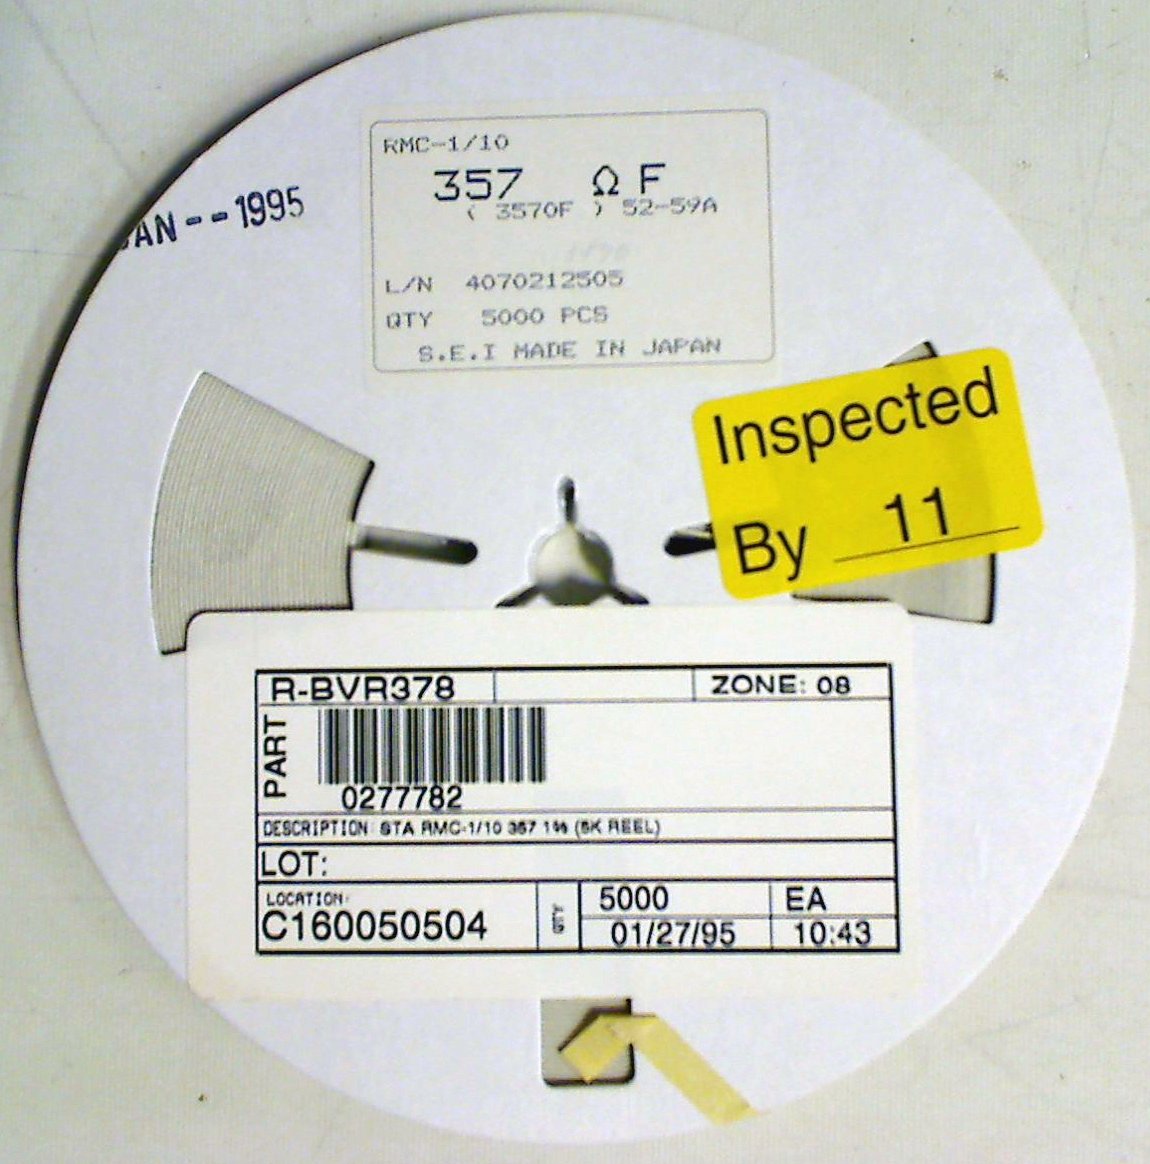 RMC-1/10
357 Ω F
( 3570F ) 52-59A
L/N 4070212505
QTY 5000 PCS
S.E.I MADE IN JAPAN
JAN--1995
Inspected
By 11
R-BVR378 ZONE: 08
PART
0277782
DESCRIPTION: STA RMC-1/10 357 1% (5K REEL)
LOT:
LOCATION:
C160050504
QTY
5000 EA
01/27/95 10:43